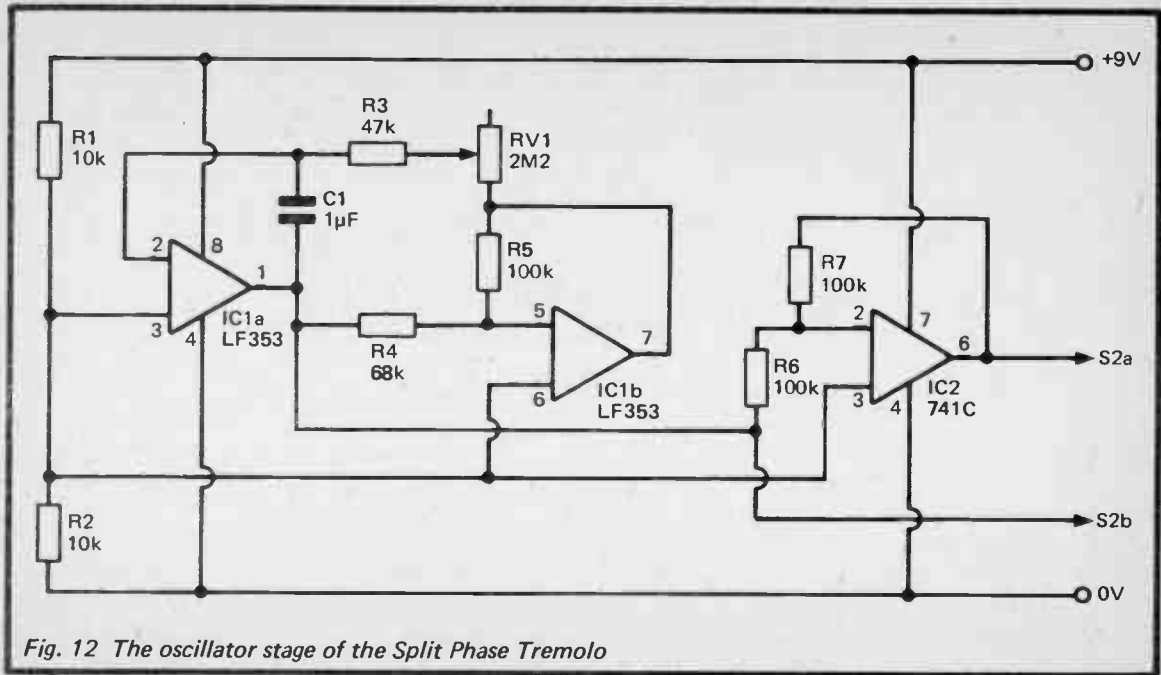 +9V
R1
10k
R3
47k
RV1
2M2
C1
1µF
R5
100k
R7
100k
2
8
1
3
4
IC1a
LF353
R4
68k
5
7
6
IC1b
LF353
R6
100k
2
7
6
3
4
IC2
741C
S2a
R2
10k
S2b
0V
Fig. 12 The oscillator stage of the Split Phase Tremolo